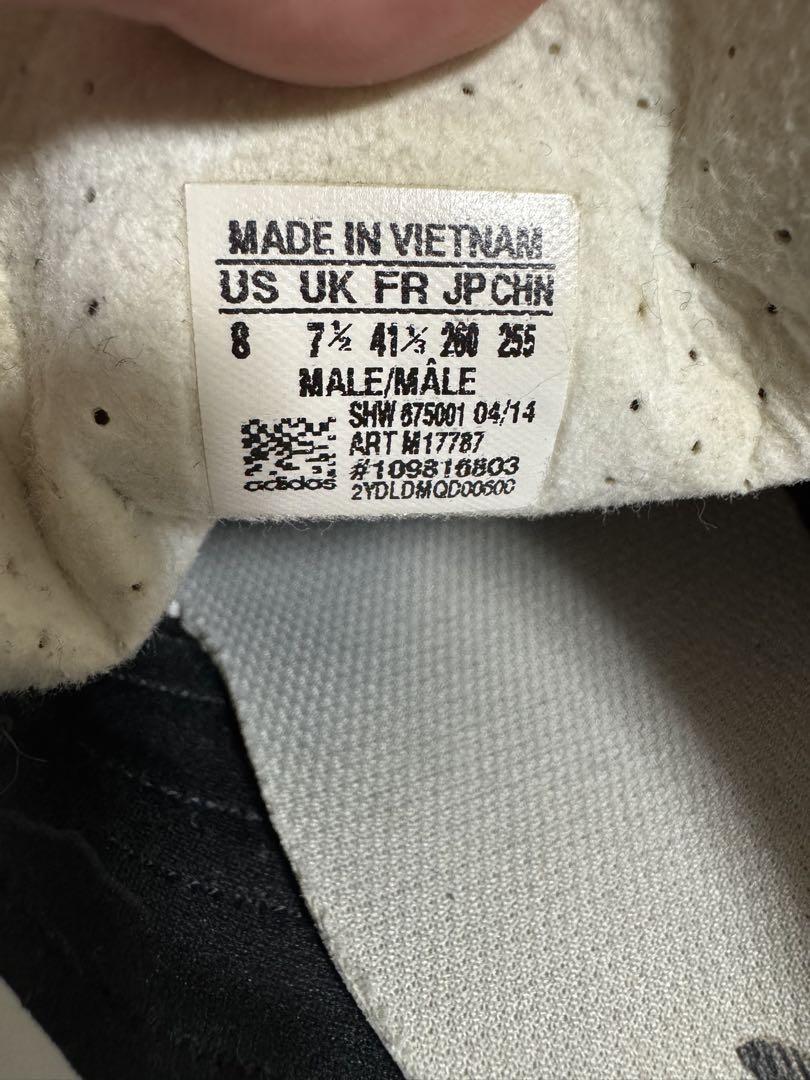 MADE IN VIETNAM
US UK FR JP CHN
8 7½ 41⅓ 260 255
MALE/MÂLE
SHW 675001 04/14
ART M17787
#109816803
adidas 2YDLDMQD00600